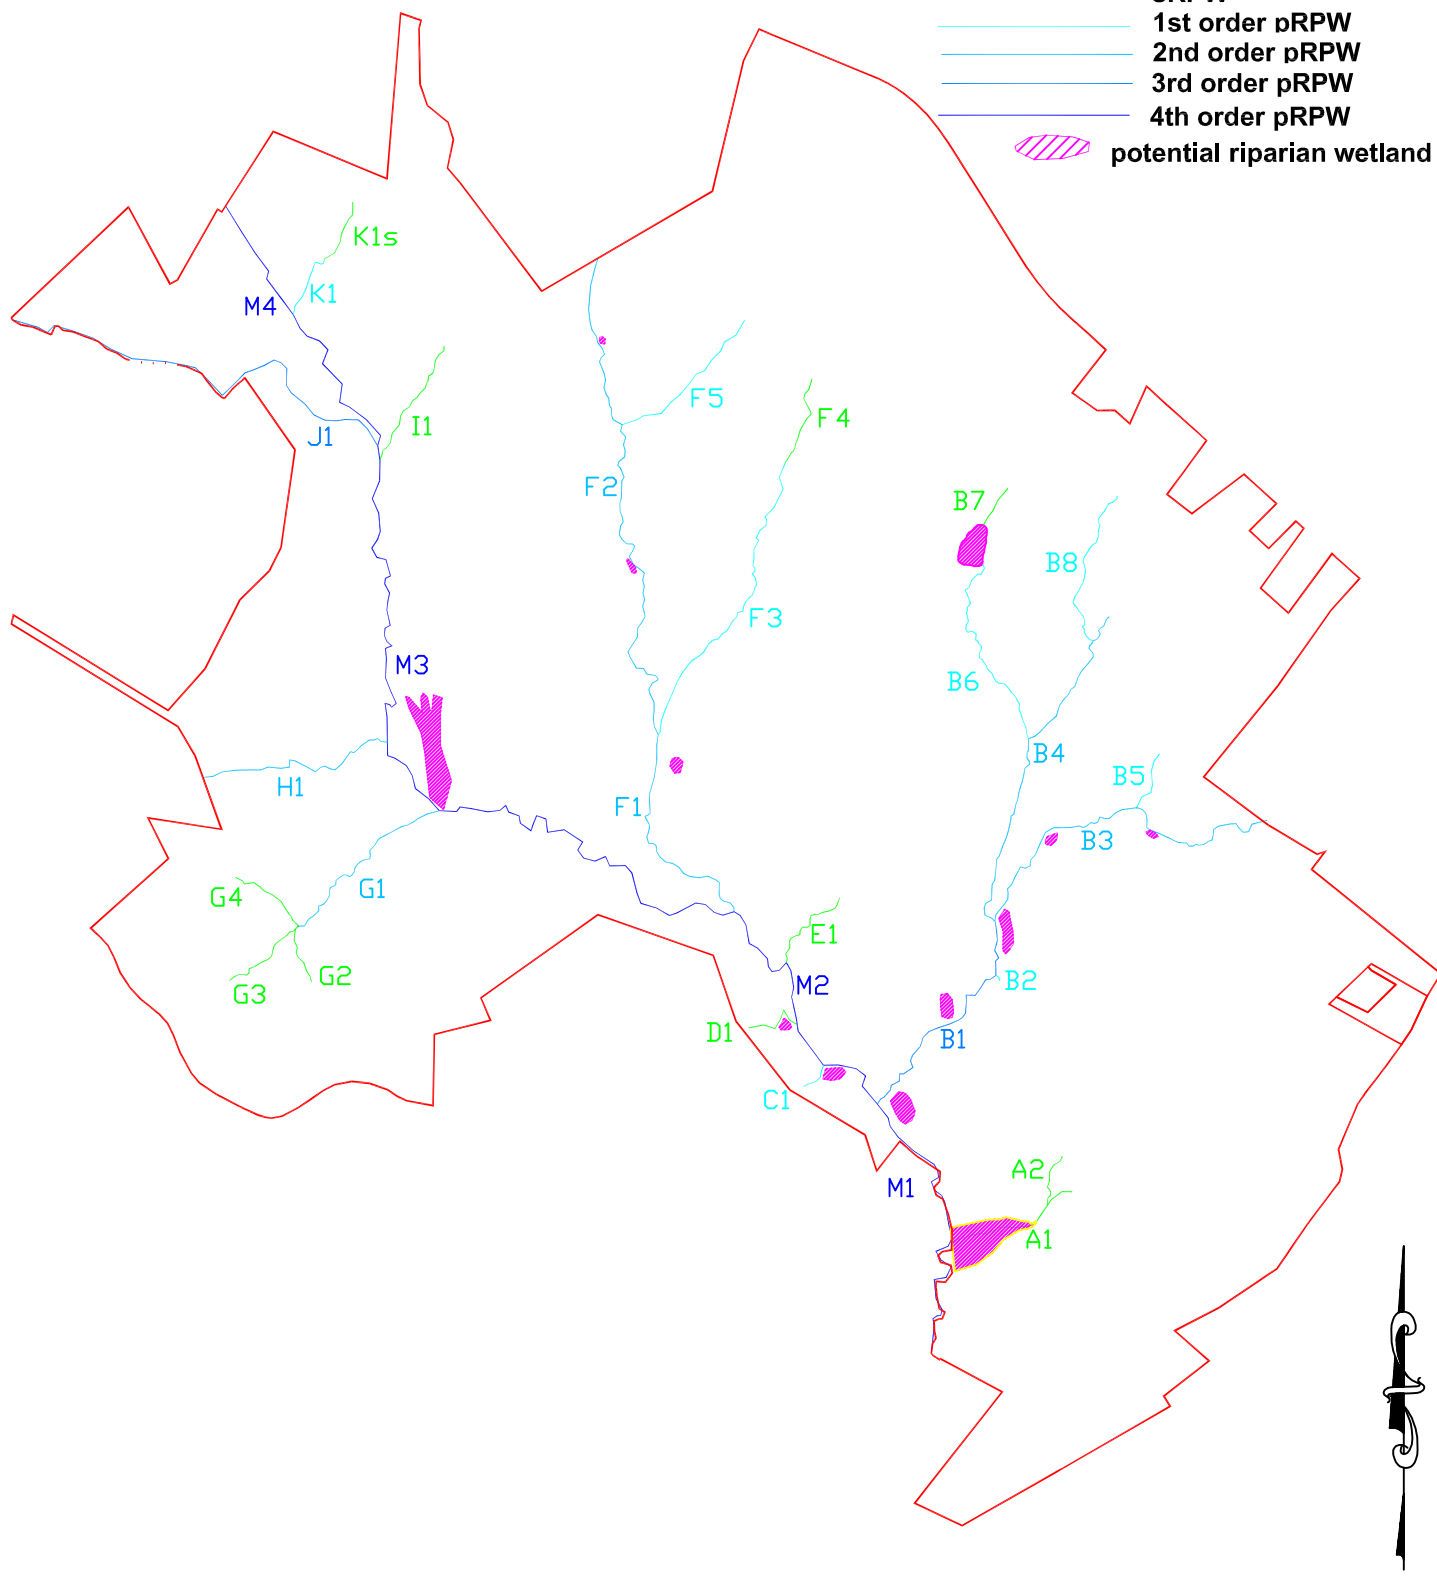 1st order pRPW
2nd order pRPW
3rd order pRPW
4th order pRPW
potential riparian wetland
K1s
K1
M4
J1
I1
F5
F4
F2
B7
B8
F3
M3
B6
B4
B5
H1
F1
B3
G4
G1
E1
G3
G2
M2
B2
D1
B1
C1
A2
M1
A1